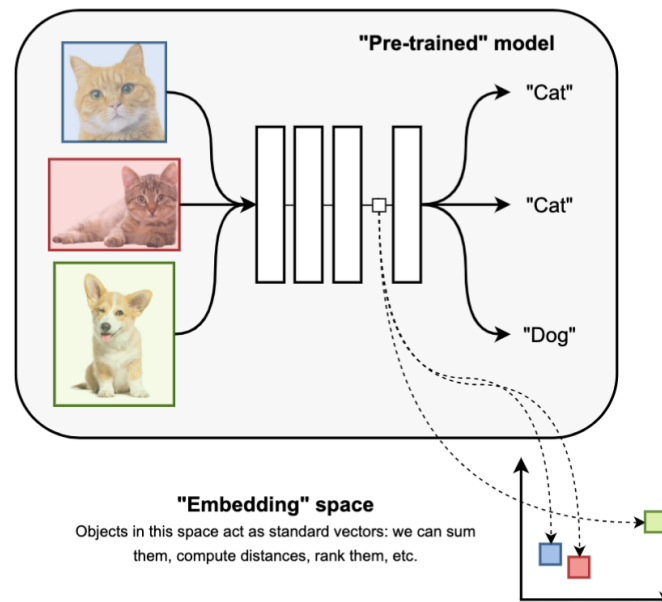 "Pre-trained" model
"Cat"
"Cat"
"Dog"
"Embedding" space
Objects in this space act as standard vectors: we can sum
them, compute distances, rank them, etc.